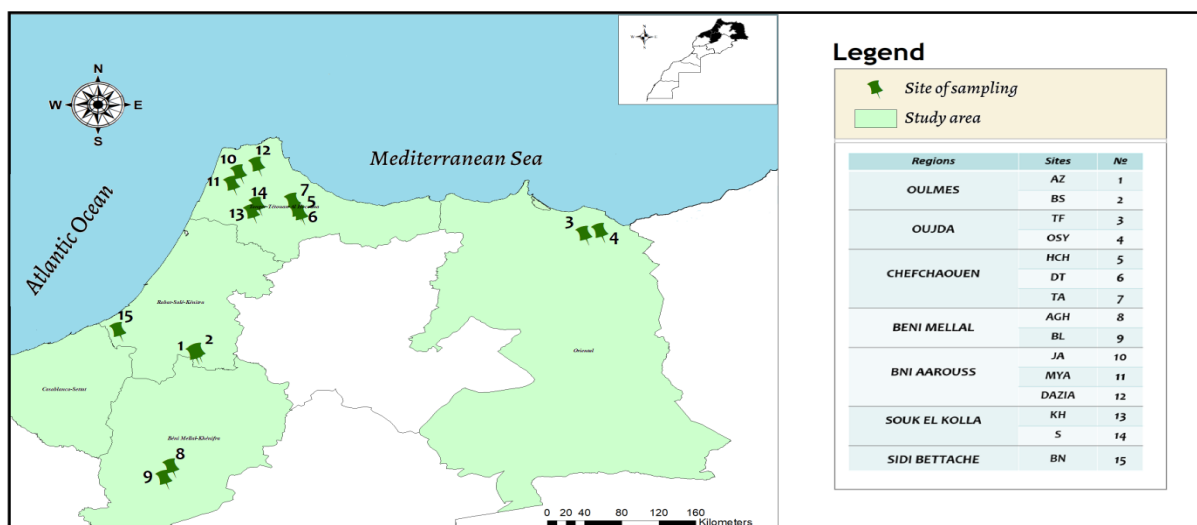 N
W E
S
Atlantic Ocean
Mediterranean Sea
10
12
11
14
13
7
5
6
3
4
15
1
2
8
9
Rabat-Salé-Kénitra
Oriental
Casablanca-Settat
Béni Mellal-Khénifra
0 20 40 80 120 160
Kilometers
Legend
Site of sampling
Study area
Regions Sites №
OULMES AZ 1
BS 2
OUJDA TF 3
OSY 4
CHEFCHAOUEN HCH 5
DT 6
TA 7
BENI MELLAL AGH 8
BL 9
BNI AAROUSS JA 10
MYA 11
DAZIA 12
SOUK EL KOLLA KH 13
S 14
SIDI BETTACHE BN 15